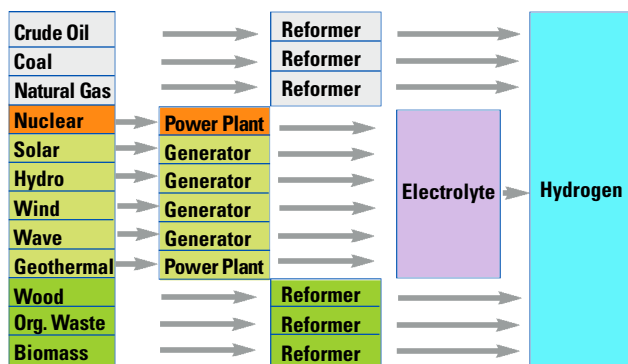 Crude Oil Reformer
Coal Reformer
Natural Gas Reformer
Nuclear Power Plant
Solar Generator
Hydro Generator
Electrolyte Hydrogen
Wind Generator
Wave Generator
Geothermal Power Plant
Wood Reformer
Org. Waste Reformer
Biomass Reformer